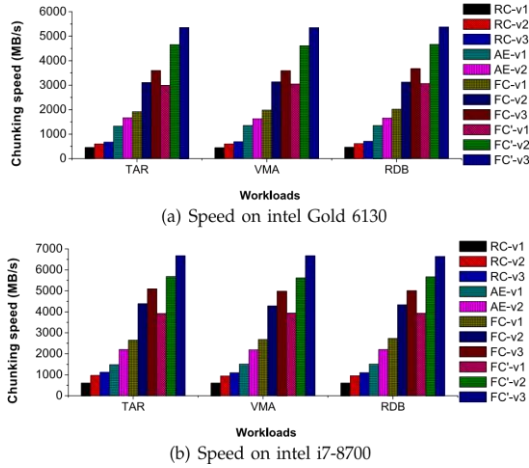 Chunking speed (MB/s)
6000
5000
4000
3000
2000
1000
0
TAR
VMA
RDB
Workloads
RC-v1
RC-v2
RC-v3
AE-v1
AE-v2
FC-v1
FC-v2
FC-v3
FC'-v1
FC'-v2
FC'-v3
(a) Speed on intel Gold 6130
Chunking speed (MB/s)
7000
6000
5000
4000
3000
2000
1000
0
TAR
VMA
RDB
Workloads
RC-v1
RC-v2
RC-v3
AE-v1
AE-v2
FC-v1
FC-v2
FC-v3
FC'-v1
FC'-v2
FC'-v3
(b) Speed on intel i7-8700